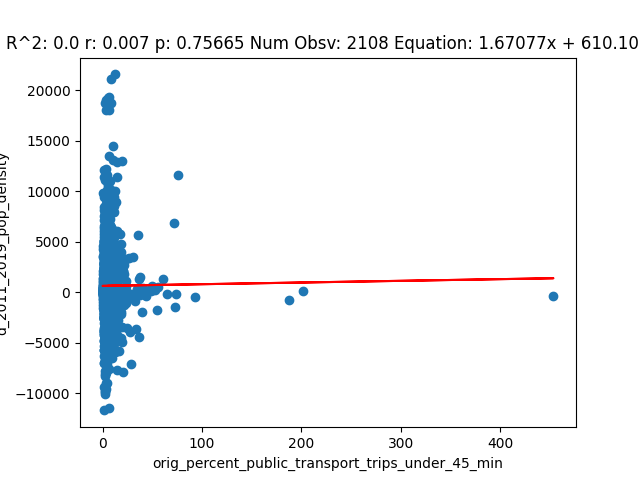 R^2: 0.0 r: 0.007 p: 0.75665 Num Obsv: 2108 Equation: 1.67077x + 610.10
20000
15000
10000
5000
0
−5000
−10000
d_2011_2019_pop_density
0 100 200 300 400
orig_percent_public_transport_trips_under_45_min